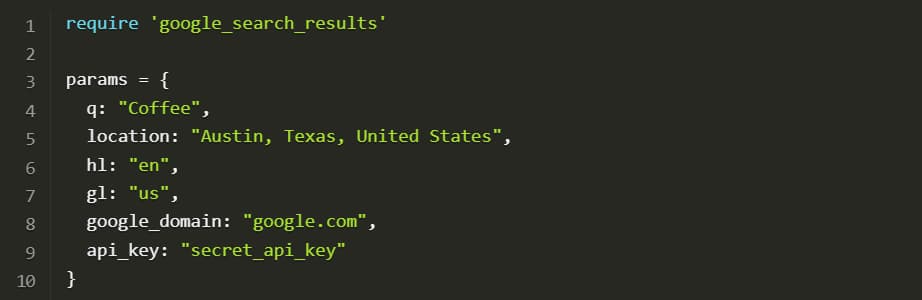 1 require 'google_search_results'
2
3 params = {
4 q: "Coffee",
5 location: "Austin, Texas, United States",
6 hl: "en",
7 gl: "us",
8 google_domain: "google.com",
9 api_key: "secret_api_key"
10 }